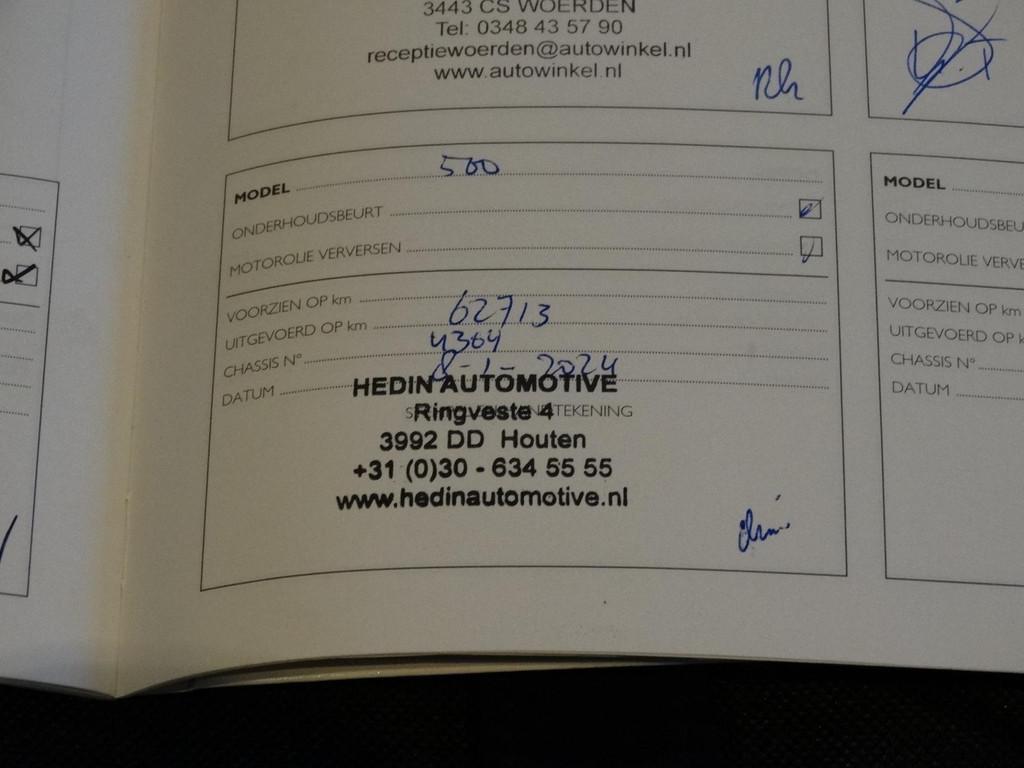 3443 CS WOERDEN
Tel: 0348 43 57 90
receptiewoerden@autowinkel.nl
www.autowinkel.nl
MODEL 500
ONDERHOUDSBEURT
MOTOROLIE VERVERSEN
VOORZIEN OP km
UITGEVOERD OP km 62713
CHASSIS Nº 4364
DATUM 8-1-2024
HEDIN AUTOMOTIVE
Ringveste 4 TEKENING
3992 DD Houten
+31 (0)30 - 634 55 55
www.hedinautomotive.nl
MODEL
ONDERHOUDSBEU
MOTOROLIE VERVE
VOORZIEN OP km
UITGEVOERD OP k
CHASSIS Nº
DATUM